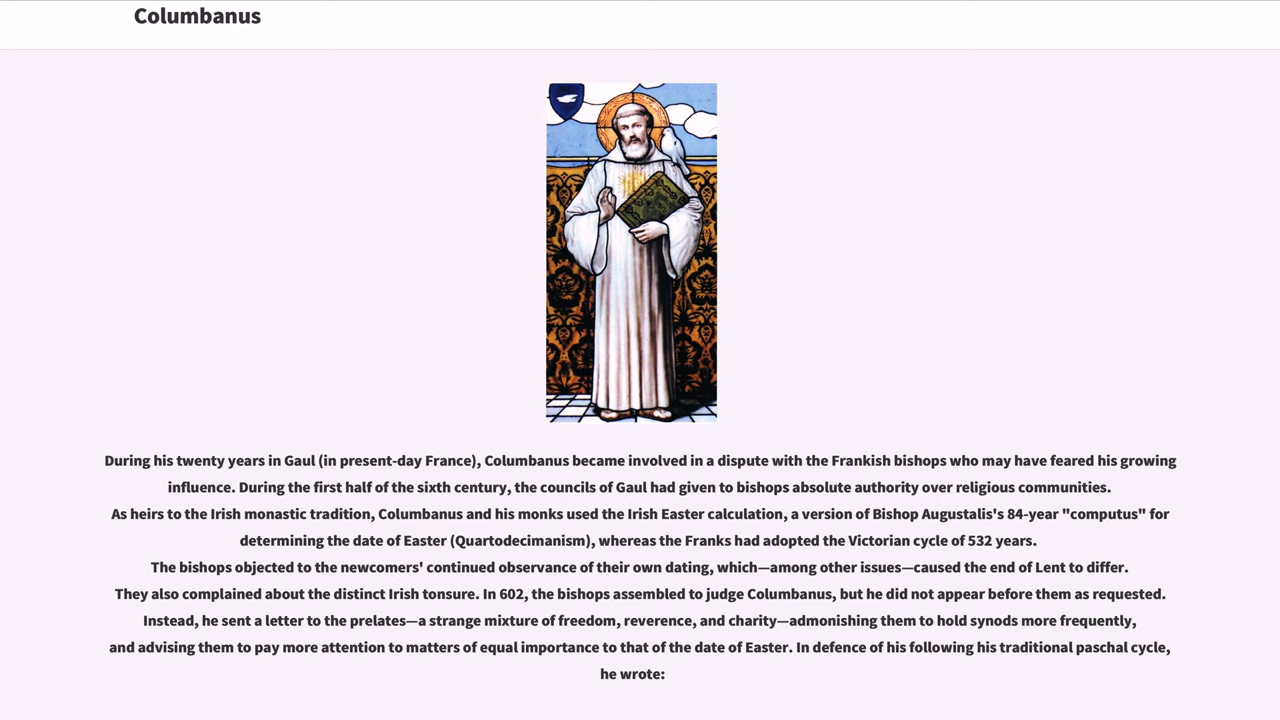 Columbanus
During his twenty years in Gaul (in present-day France), Columbanus became involved in a dispute with the Frankish bishops who may have feared his growing
influence. During the first half of the sixth century, the councils of Gaul had given to bishops absolute authority over religious communities.
As heirs to the Irish monastic tradition, Columbanus and his monks used the Irish Easter calculation, a version of Bishop Augustalis's 84-year "computus" for
determining the date of Easter (Quartodecimanism), whereas the Franks had adopted the Victorian cycle of 532 years.
The bishops objected to the newcomers' continued observance of their own dating, which—among other issues—caused the end of Lent to differ.
They also complained about the distinct Irish tonsure. In 602, the bishops assembled to judge Columbanus, but he did not appear before them as requested.
Instead, he sent a letter to the prelates—a strange mixture of freedom, reverence, and charity—admonishing them to hold synods more frequently,
and advising them to pay more attention to matters of equal importance to that of the date of Easter. In defence of his following his traditional paschal cycle,
he wrote: